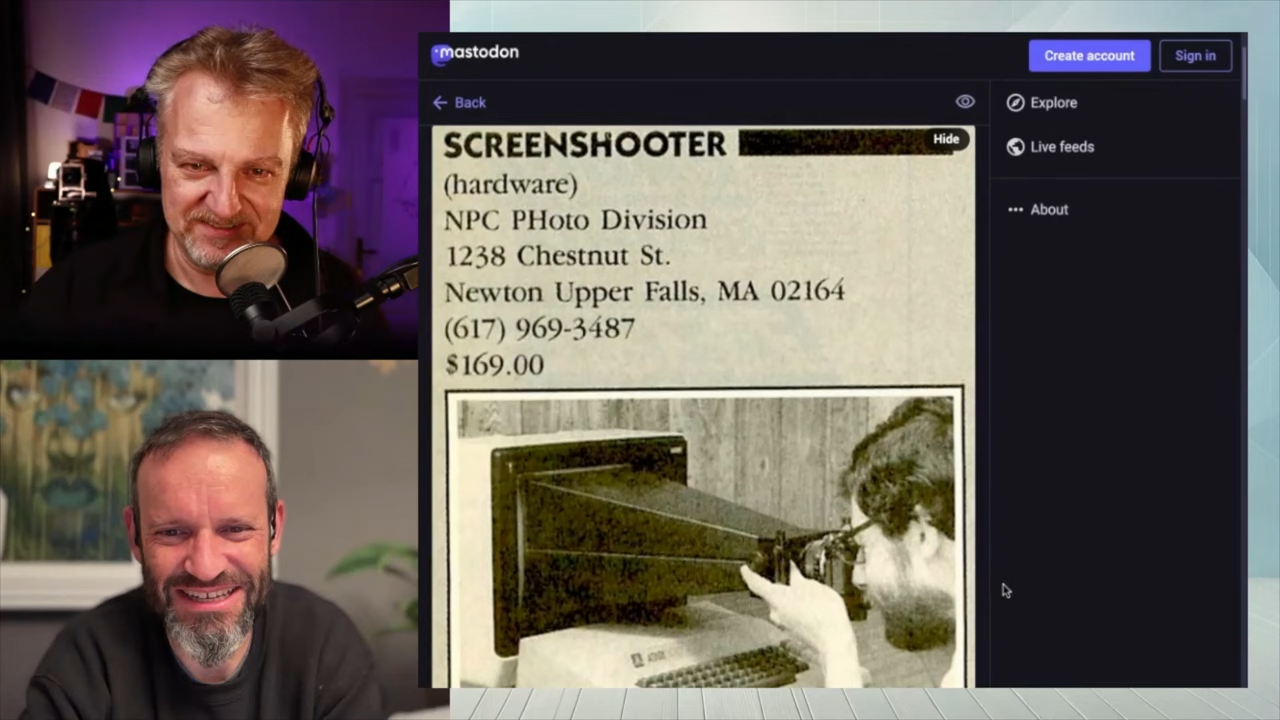 mastodon
Create account
Sign in
Back
Explore
Live feeds
About
SCREENSHOOTER
Hide
(hardware)
NPC PHoto Division
1238 Chestnut St.
Newton Upper Falls, MA 02164
(617) 969-3487
$169.00